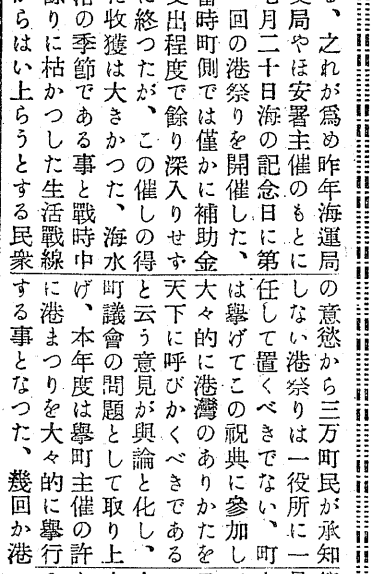 、之れが爲め昨年海運局
支局やほ安署主催のもとに
七月二十日海の記念日に第
一回の港祭りを開催した、
當時町側では僅かに補助金
支出程度で餘り深入りせず
に終つたが、この催しの得
た收獲は大きかつた、海水
浴の季節である事と戰時中
餘りに枯かつした生活戰線
からはい上らうとする民衆
の意慾から三万町民が承知
しない港祭りは一役所に一
任して置くべきでない、町
は擧げてこの祝典に參加し
大々的に港灣のありかたを
天下に呼びかくべきである
と云う意見が與論と化し、
町議會の問題として取り上
げ、本年度は擧町主催の許
に港まつりを大々的に擧行
する事となつた、幾回か港